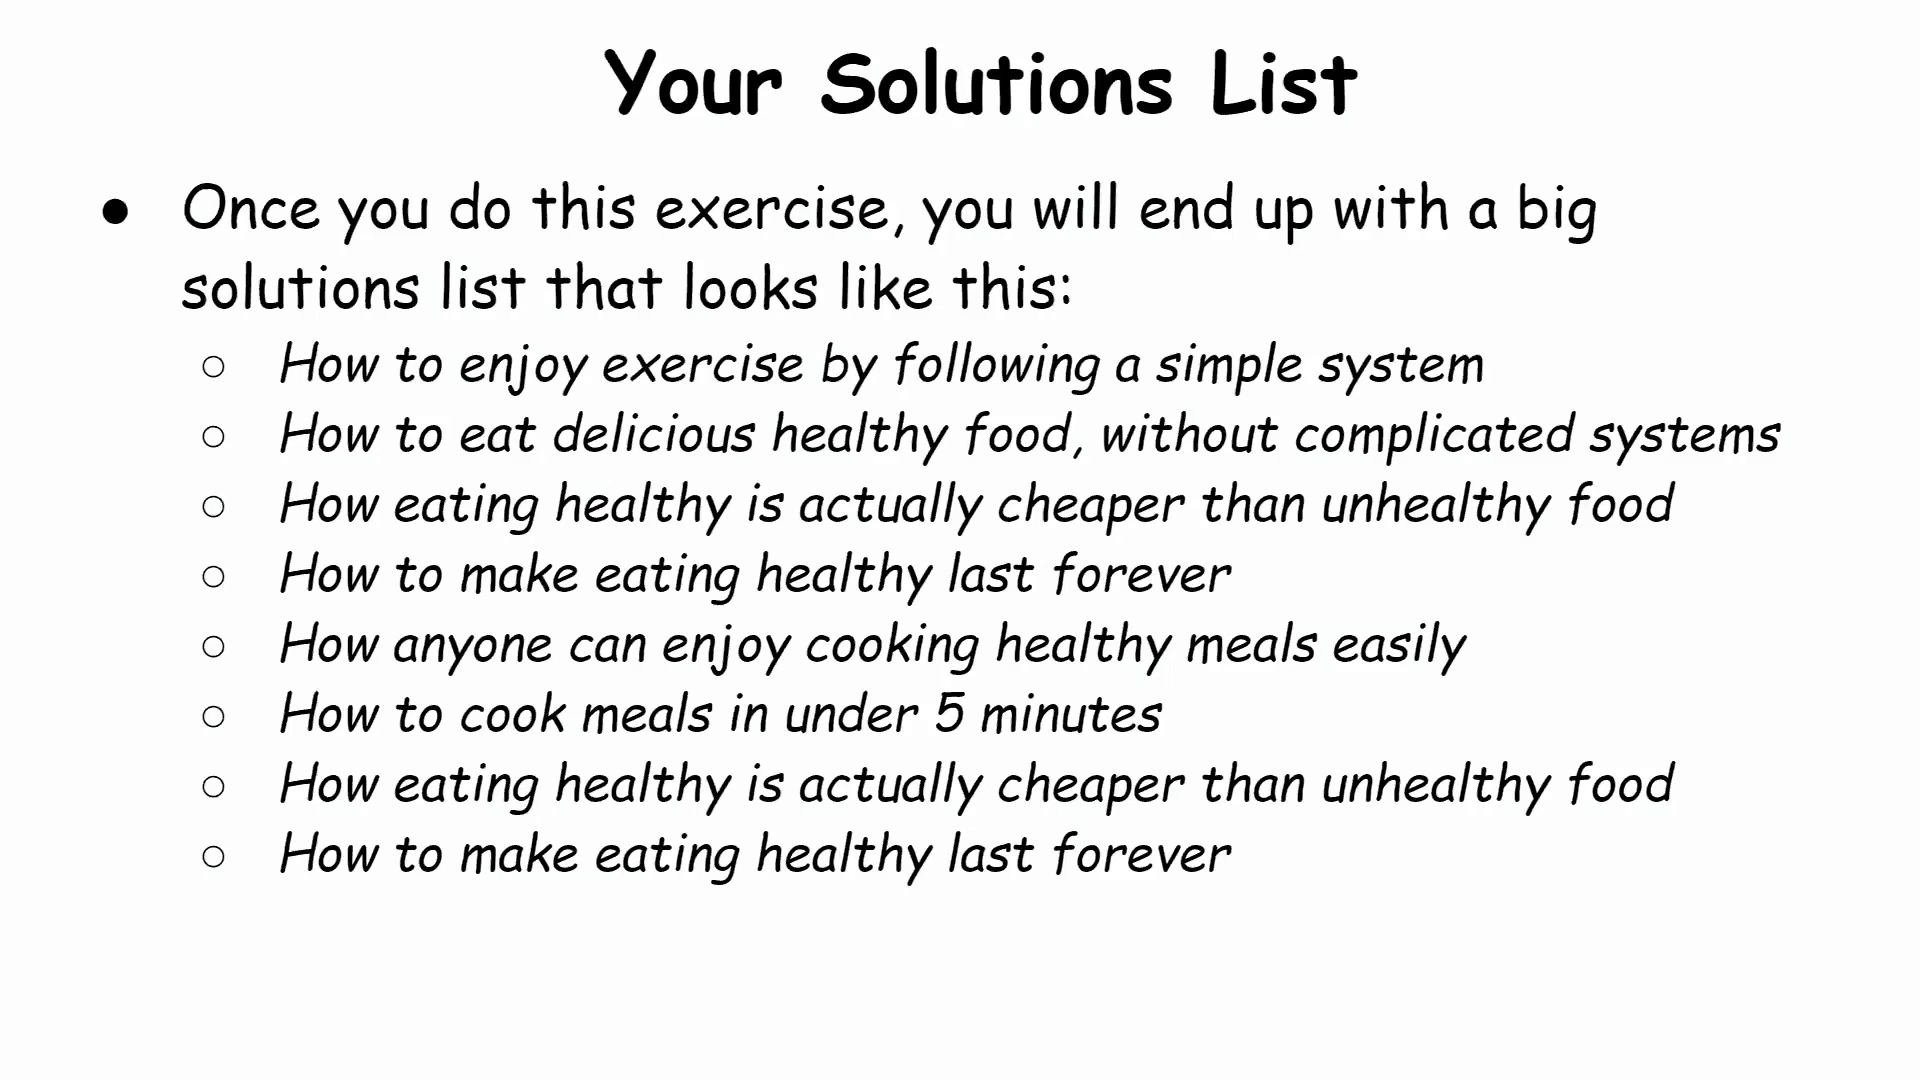 Your Solutions List
● Once you do this exercise, you will end up with a big
solutions list that looks like this:
○ How to enjoy exercise by following a simple system
○ How to eat delicious healthy food, without complicated systems
○ How eating healthy is actually cheaper than unhealthy food
○ How to make eating healthy last forever
○ How anyone can enjoy cooking healthy meals easily
○ How to cook meals in under 5 minutes
○ How eating healthy is actually cheaper than unhealthy food
○ How to make eating healthy last forever